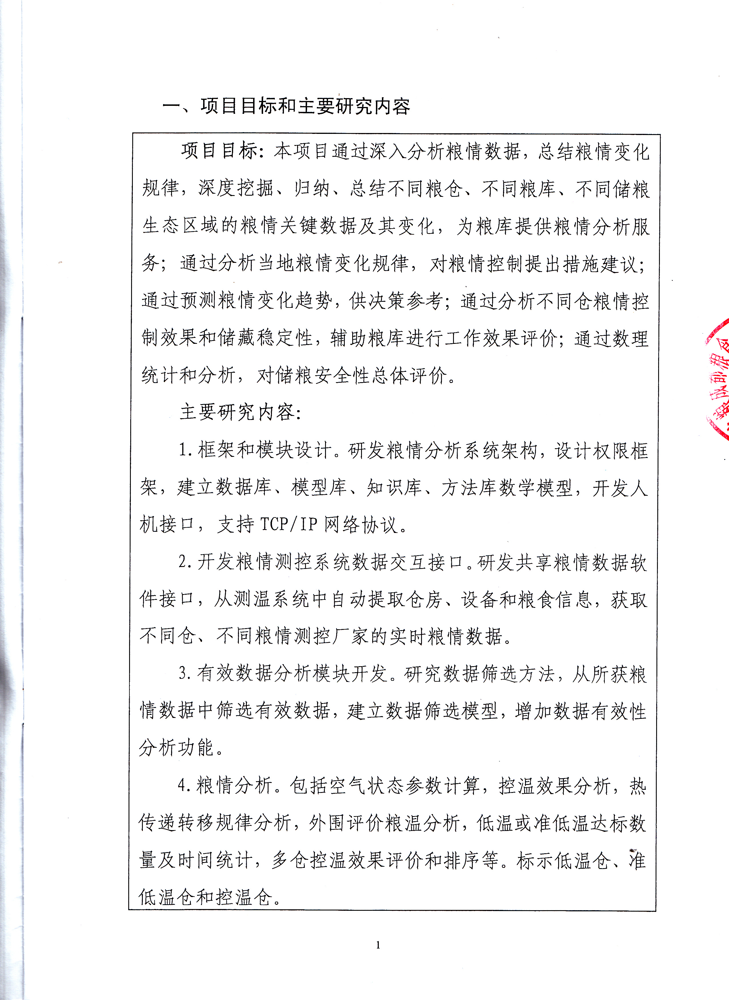 一、项目目标和主要研究内容
项目目标：本项目通过深入分析粮情数据，总结粮情变化
规律，深度挖掘、归纳、总结不同粮仓、不同粮库、不同储粮
生态区域的粮情关键数据及其变化，为粮库提供粮情分析服
务；通过分析当地粮情变化规律，对粮情控制提出措施建议；
通过预测粮情变化趋势，供决策参考；通过分析不同仓粮情控
制效果和储藏稳定性，辅助粮库进行工作效果评价；通过数理
统计和分析，对储粮安全性总体评价。
主要研究内容：
1.框架和模块设计。研发粮情分析系统架构，设计权限框
架，建立数据库、模型库、知识库、方法库数学模型，开发人
机接口，支持 TCP/IP 网络协议。
2.开发粮情测控系统数据交互接口。研发共享粮情数据软
件接口，从测温系统中自动提取仓房、设备和粮食信息，获取
不同仓、不同粮情测控厂家的实时粮情数据。
3.有效数据分析模块开发。研究数据筛选方法，从所获粮
情数据中筛选有效数据，建立数据筛选模型，增加数据有效性
分析功能。
4.粮情分析。包括空气状态参数计算，控温效果分析，热
传递转移规律分析，外围评价粮温分析，低温或准低温达标数
量及时间统计，多仓控温效果评价和排序等。标示低温仓、准
低温仓和控温仓。
1